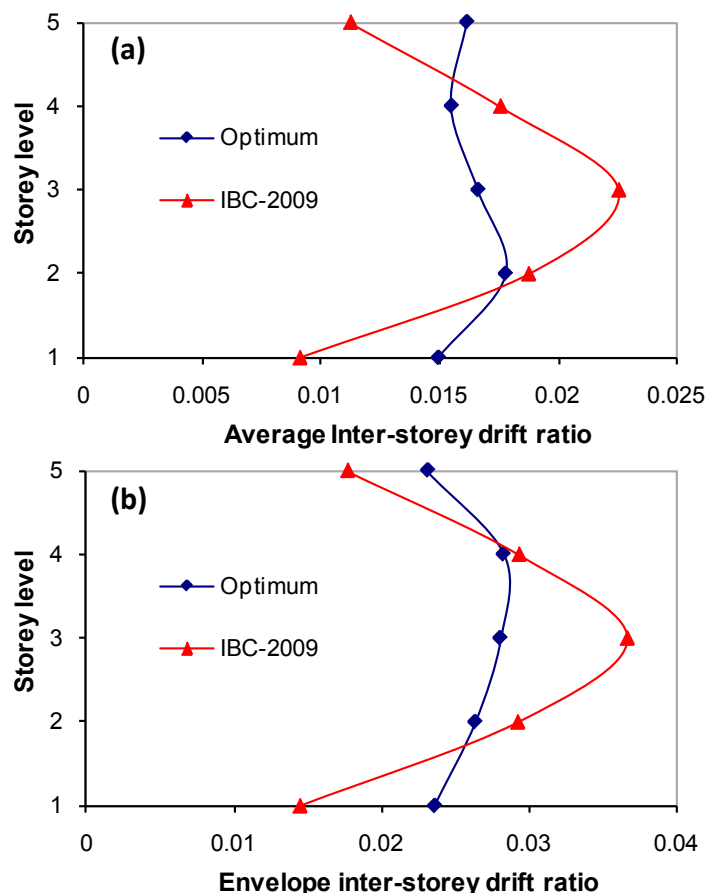 (a)
5
4
3
2
1
Storey level
Optimum
IBC-2009
0 0.005 0.01 0.015 0.02 0.025
Average Inter-storey drift ratio
(b)
5
4
3
2
1
Storey level
Optimum
IBC-2009
0 0.01 0.02 0.03 0.04
Envelope inter-storey drift ratio